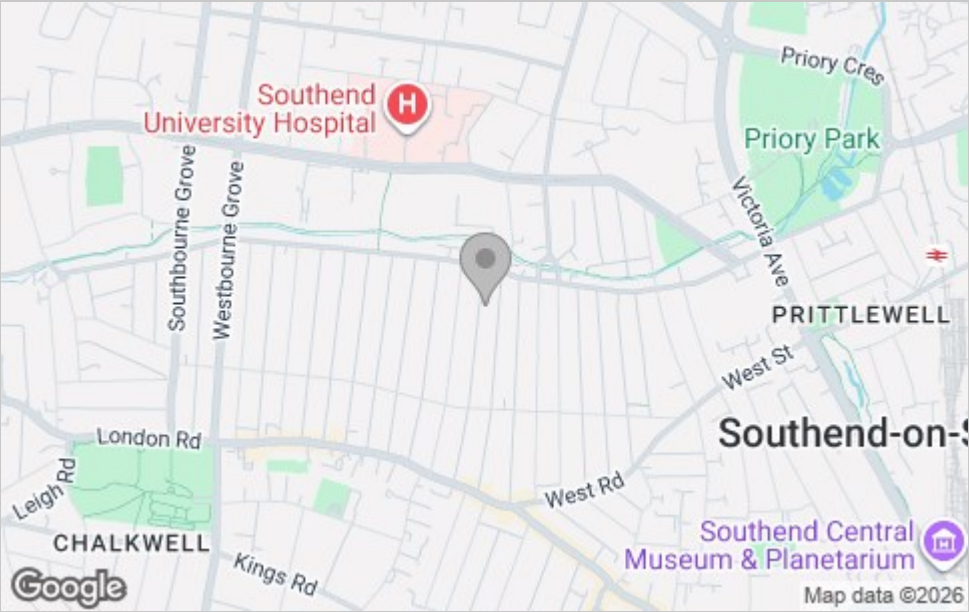 Priory Cres
Southend
University Hospital
H
Priory Park
Southbourne Grove
Westbourne Grove
Victoria Ave
PRITTLEWELL
West St
Southend-on-S
London Rd
Leigh Rd
West Rd
CHALKWELL
Kings Rd
Southend Central
Museum & Planetarium
Google
Map data ©2026